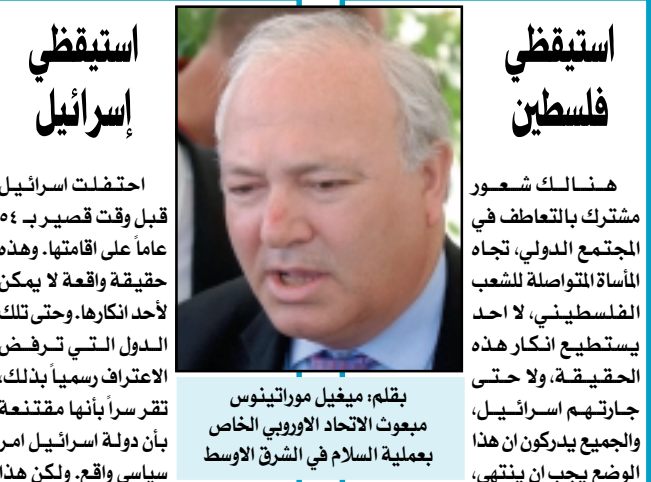 استيقظي
فلسطين
هنالك شعور
مشترك بالتعاطف في
المجتمع الدولي، تجاه
المأساة المتواصلة للشعب
الفلسطيني، لا احد
يستطيع انكار هذه
الحقيقة، ولا حتى
جارتهم اسرائيل،
والجميع يدركون ان هذا
الوضع يجب ان ينتهي،
بقلم: ميغيل موراتينوس
مبعوث الاتحاد الاوروبي الخاص
بعملية السلام في الشرق الاوسط
استيقظي
إسرائيل
احتفلت اسرائيل
قبل وقت قصير بـ ٥٤
عاماً على اقامتها. وهذه
حقيقة واقعة لا يمكن
لأحد انكارها. وحتى تلك
الدول التي ترفض
الاعتراف رسمياً بذلك،
تقر سراً بأنها مقتنعة
بأن دولة اسرائيل امر
سياسي واقع. ولكن هذا